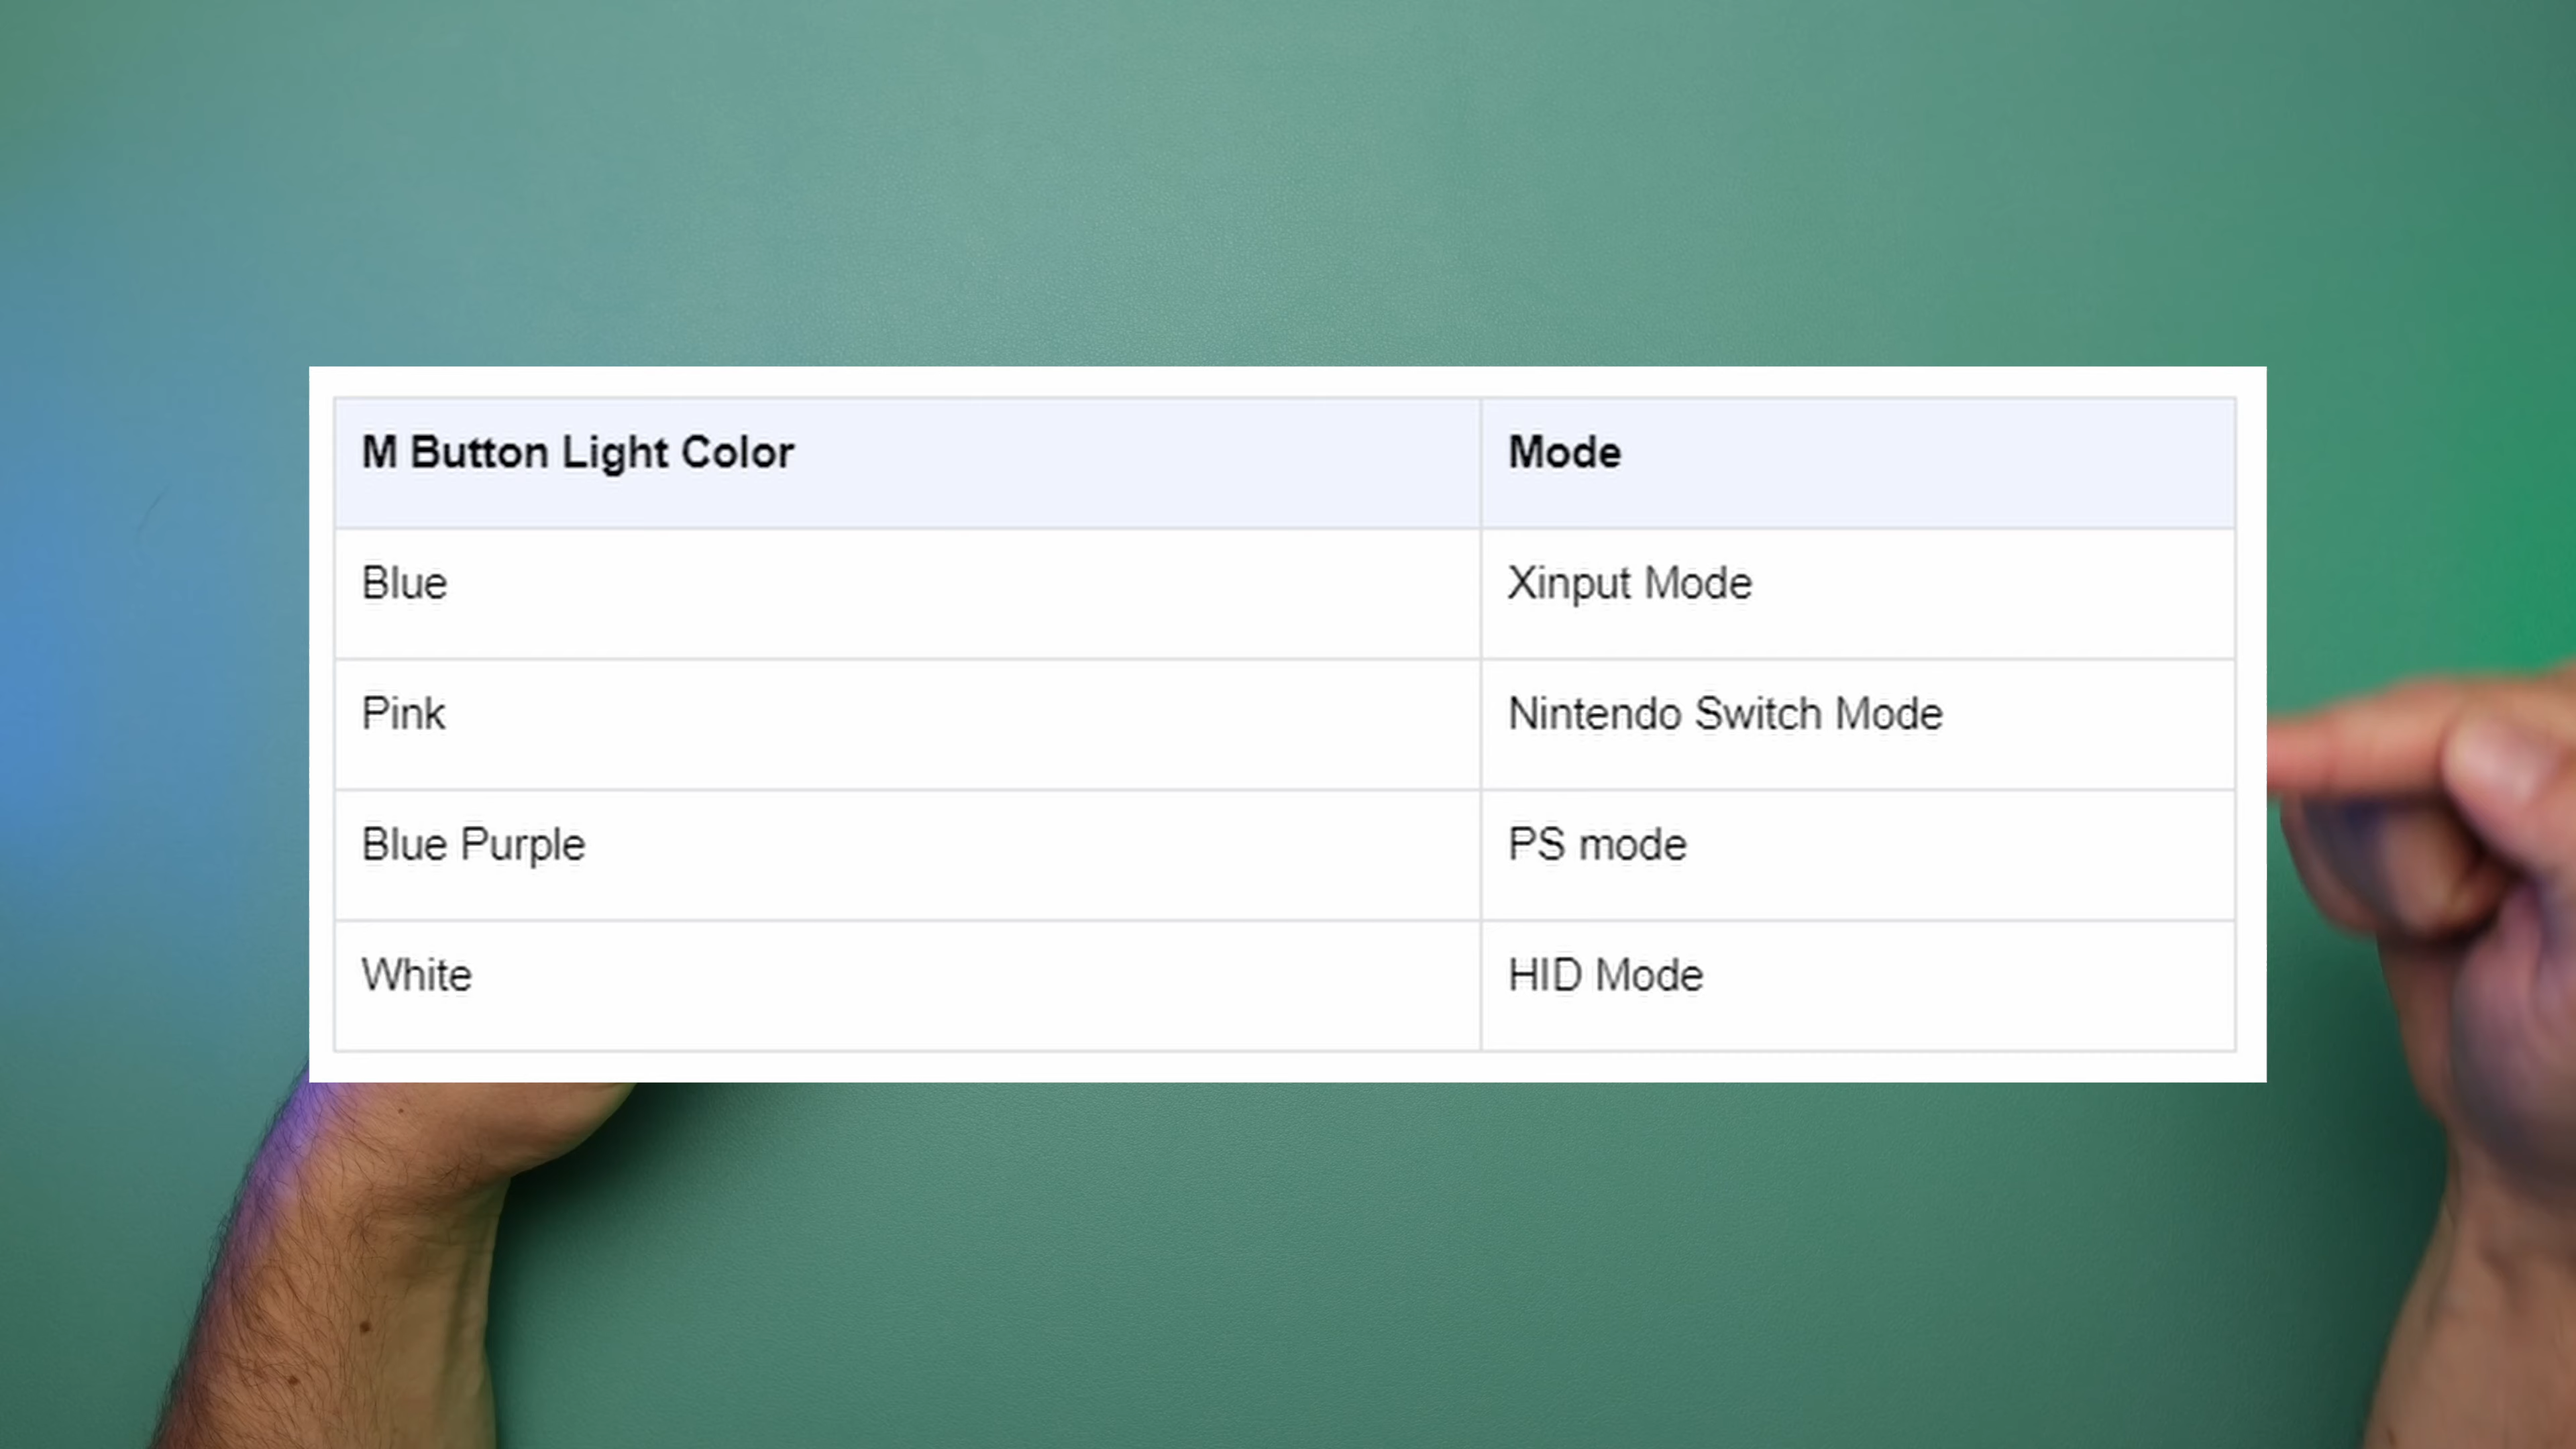 M Button Light Color Mode
Blue Xinput Mode
Pink Nintendo Switch Mode
Blue Purple PS mode
White HID Mode